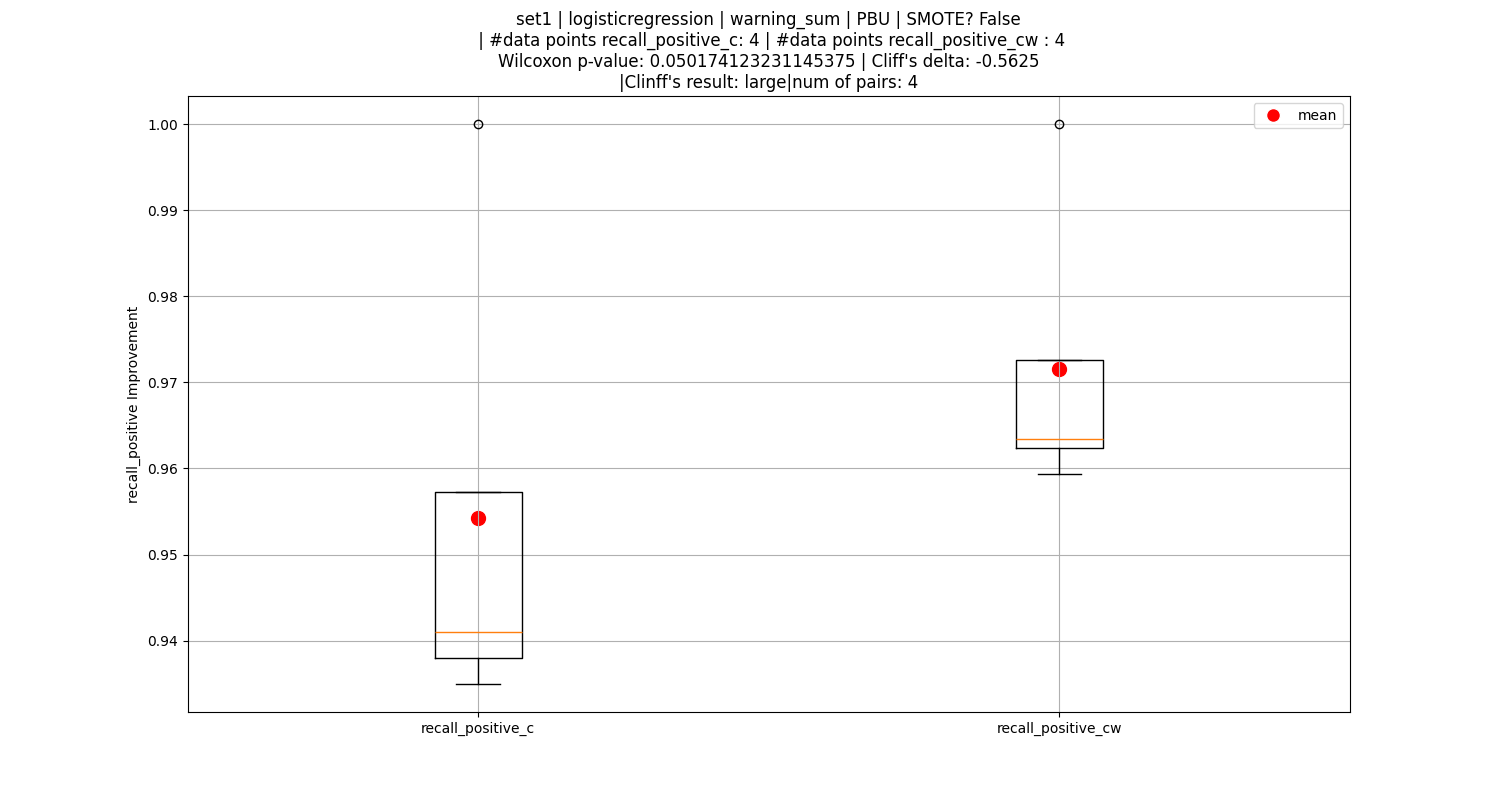 set1 | logisticregression | warning_sum | PBU | SMOTE? False
| #data points recall_positive_c: 4 | #data points recall_positive_cw : 4
Wilcoxon p-value: 0.050174123231145375 | Cliff's delta: -0.5625
|Clinff's result: large|num of pairs: 4
mean
1.00
0.99
0.98
0.97
0.96
0.95
0.94
recall_positive Improvement
recall_positive_c
recall_positive_cw